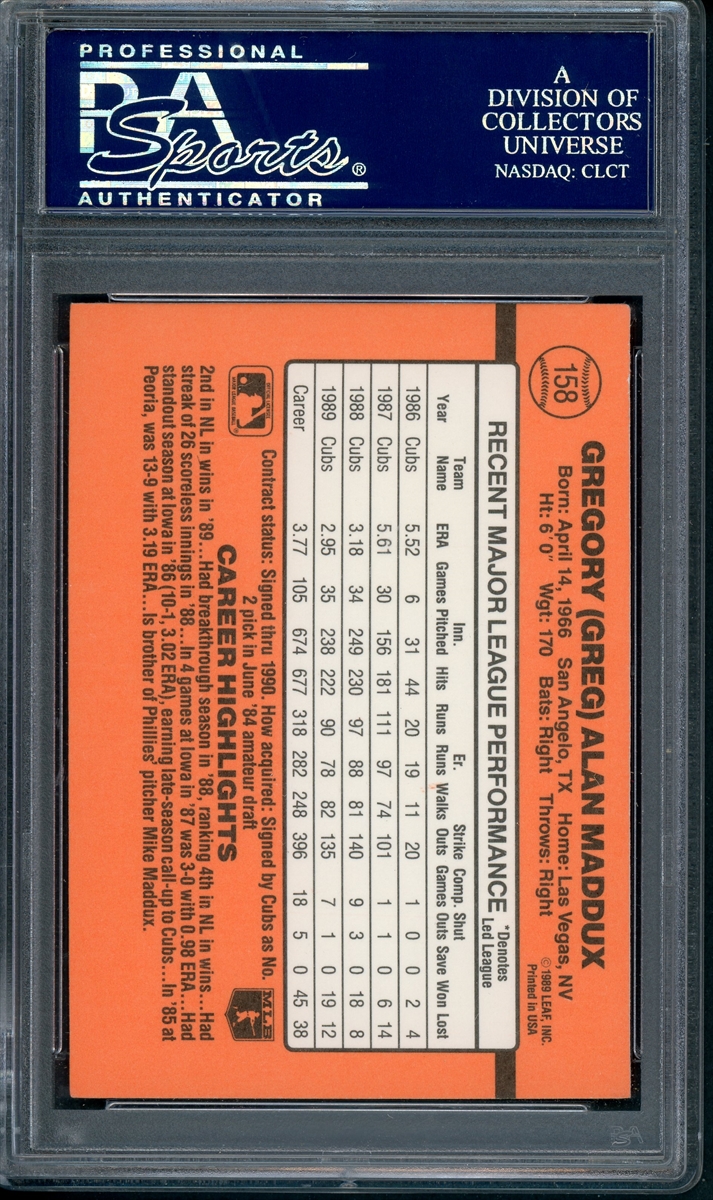 PROFESSIONAL
PSA
Sports®
AUTHENTICATOR
A
DIVISION OF
COLLECTORS
UNIVERSE
NASDAQ: CLCT
158
GREGORY (GREG) ALAN MADDUX
Born: April 14, 1966 San Angelo, TX Home: Las Vegas, NV
Ht: 6'0" Wgt: 170 Bats: Right Throws: Right
©1989 LEAF, INC.
Printed in USA
RECENT MAJOR LEAGUE PERFORMANCE
*Denotes
Led League
Team Inn. Er. Strike Comp. Shut
Year Name ERA Games Pitched Hits Runs Runs Walks Outs Games Outs Save Won Lost
1986 Cubs 5.52 6 31 44 20 19 11 20 1 0 0 2 4
1987 Cubs 5.61 30 156 181 111 97 74 101 1 1 0 6 14
1988 Cubs 3.18 34 249 230 97 88 81 140 9 3 0 18 8
1989 Cubs 2.95 35 238 222 90 78 82 135 7 1 0 19 12
Career 3.77 105 674 677 318 282 248 396 18 5 0 45 38
Contract status: Signed thru 1990. How acquired: Signed by Cubs as No.
2 pick in June '84 amateur draft
MLB
CAREER HIGHLIGHTS
2nd in NL in wins in '89...Had breakthrough season in '88, ranking 4th in NL in wins....Had
streak of 26 scoreless innings in '88...In 4 games at Iowa in '87 was 3-0 with 0.98 ERA...Had
standout season at Iowa in '86 (10-1, 3.02 ERA), earning late-season call-up to Cubs....In '85 at
Peoria, was 13-9 with 3.19 ERA...Is brother of Phillies' pitcher Mike Maddux.